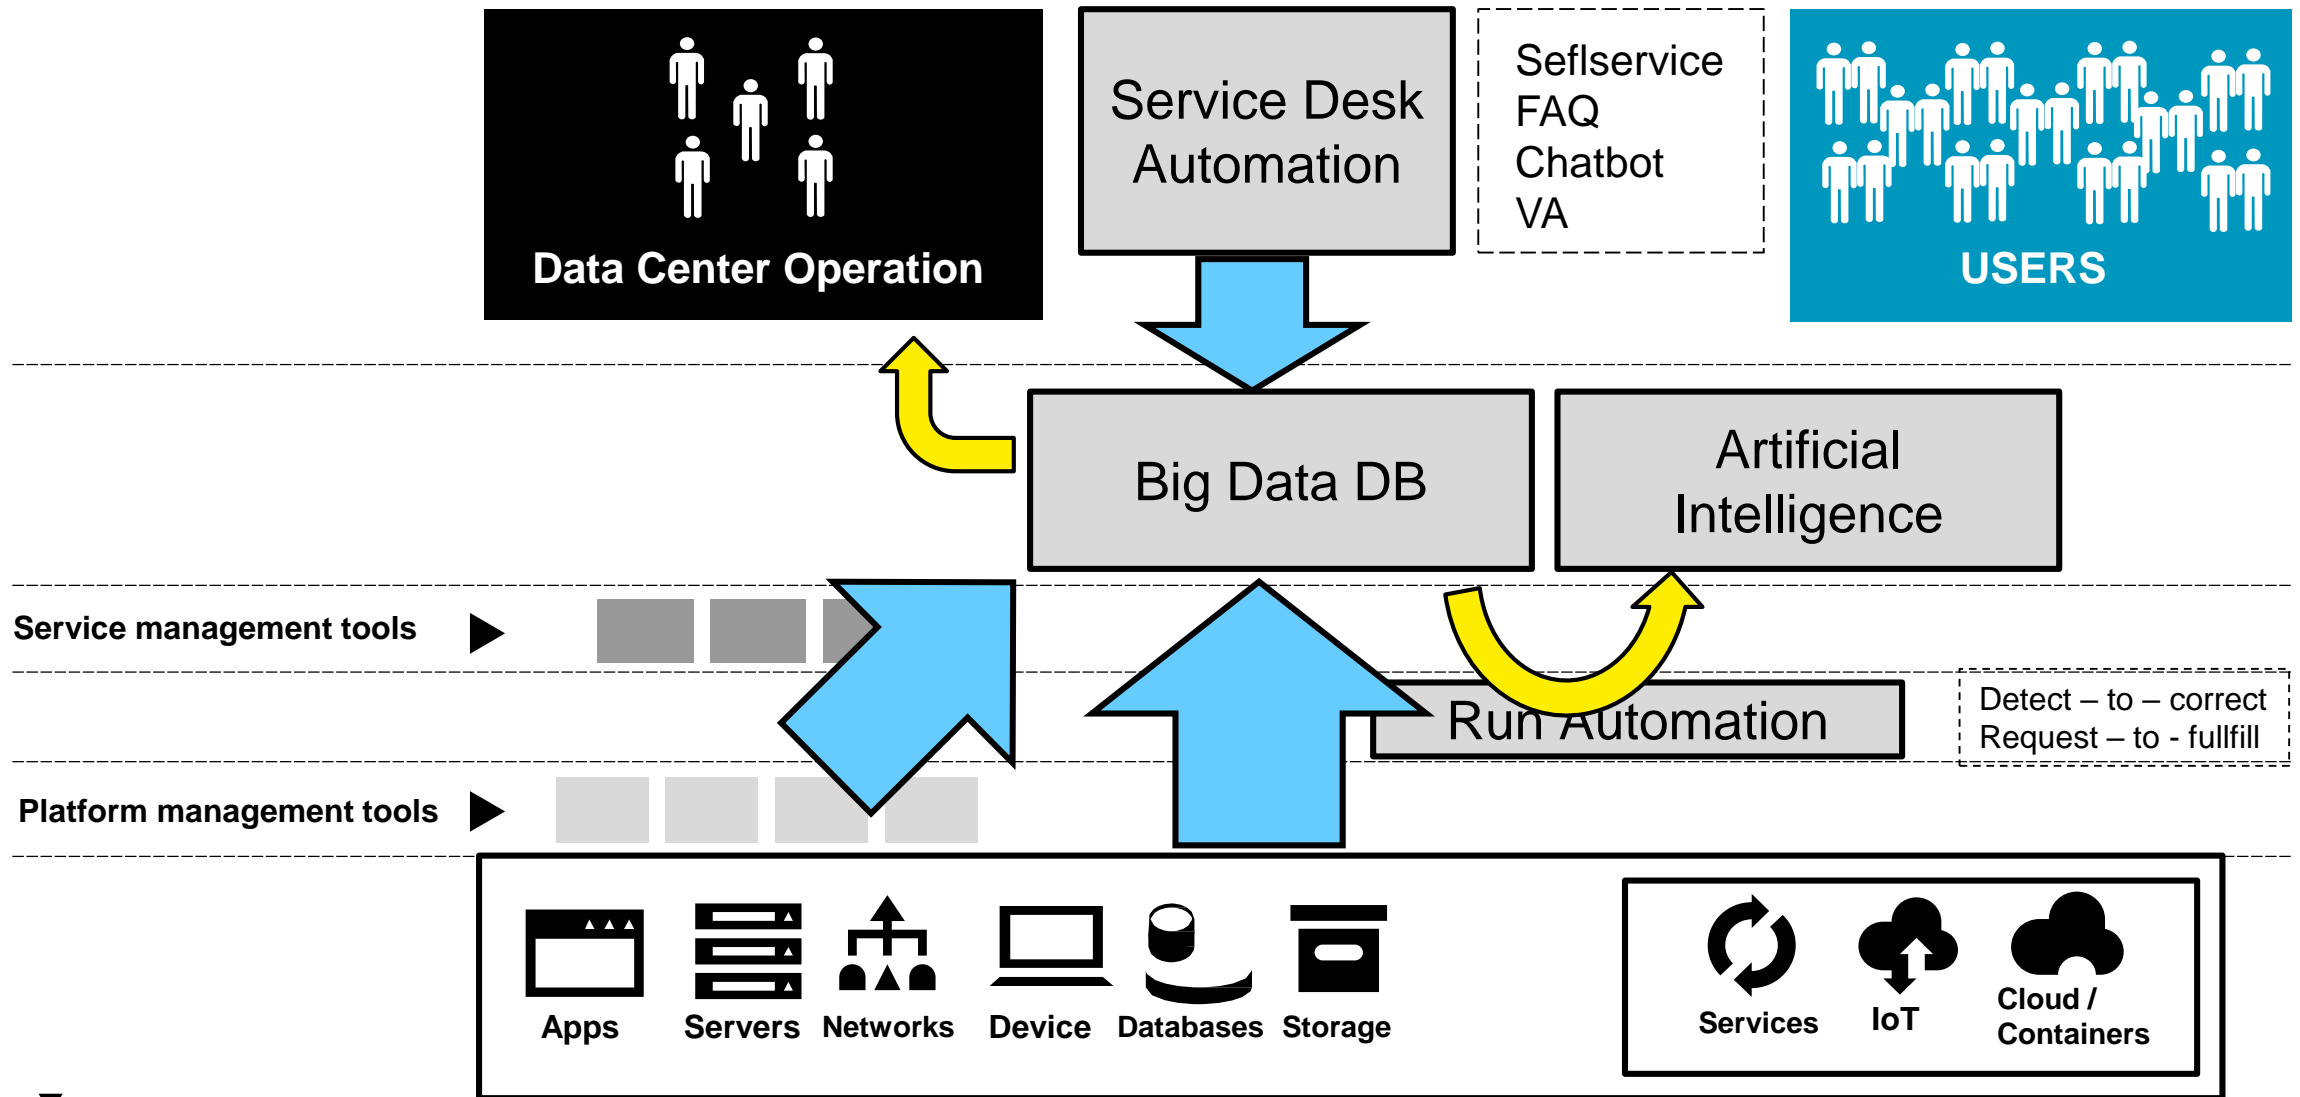 Data Center Operation
Service Desk
Automation
Seflservice
FAQ
Chatbot
VA
USERS
Big Data DB
Artificial
Intelligence
Service management tools
Run Automation
Detect – to – correct
Request – to - fullfill
Platform management tools
Apps
Servers
Networks
Device
Databases
Storage
Services
IoT
Cloud /
Containers